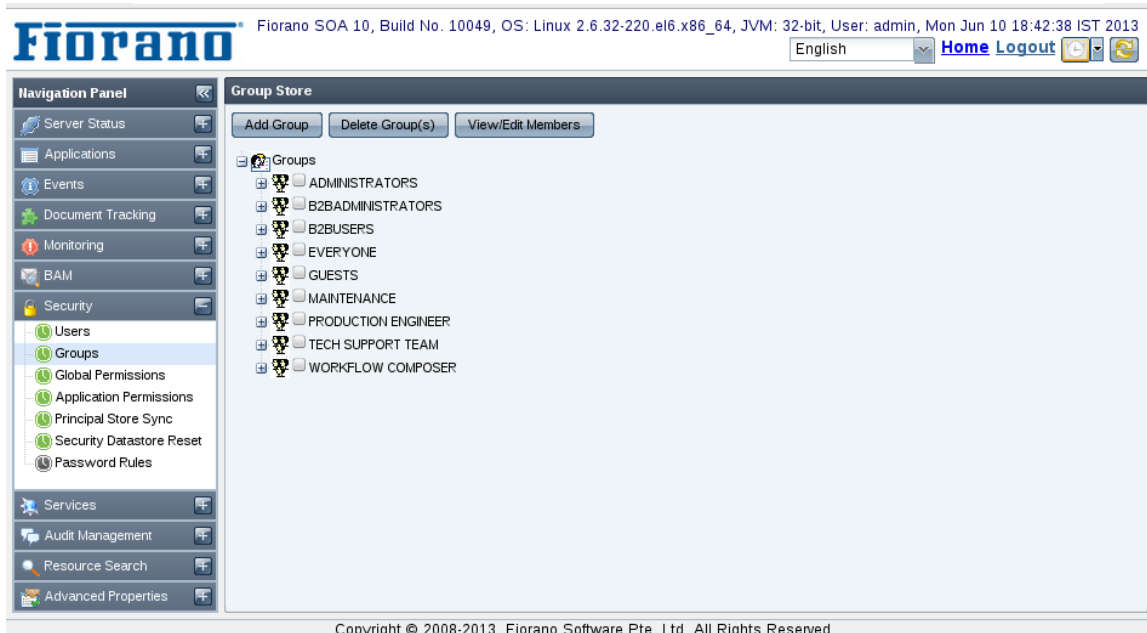 Fiorano
Fiorano SOA 10, Build No. 10049, OS: Linux 2.6.32-220.el6.x86_64, JVM: 32-bit, User: admin, Mon Jun 10 18:42:38 IST 2013
English Home Logout
Navigation Panel
Server Status
Applications
Events
Document Tracking
Monitoring
BAM
Security
Users
Groups
Global Permissions
Application Permissions
Principal Store Sync
Security Datastore Reset
Password Rules
Services
Audit Management
Resource Search
Advanced Properties
Group Store
Add Group Delete Group(s) View/Edit Members
Groups
ADMINISTRATORS
B2BADMINISTRATORS
B2BUSERS
EVERYONE
GUESTS
MAINTENANCE
PRODUCTION ENGINEER
TECH SUPPORT TEAM
WORKFLOW COMPOSER
Copyright © 2008-2013, Fiorano Software Pte. Ltd. All Rights Reserved